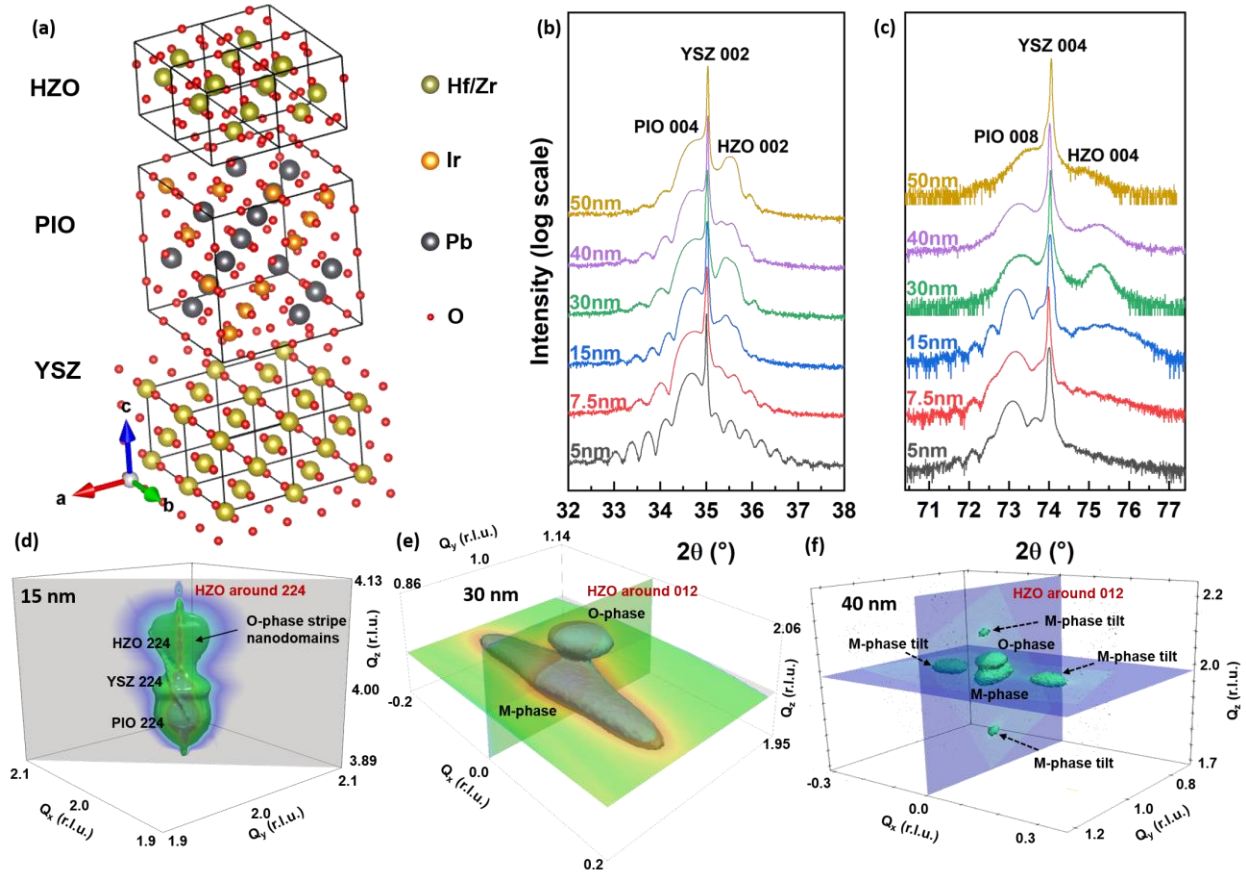 (a)
HZO
PIO
YSZ
Hf/Zr
Ir
Pb
O
c
a
b
(b)
YSZ 002
PIO 004
HZO 002
50nm
40nm
30nm
15nm
7.5nm
5nm
Intensity (log scale)
32 33 34 35 36 37 38
(c)
YSZ 004
PIO 008
HZO 004
50nm
40nm
30nm
15nm
7.5nm
5nm
71 72 73 74 75 76 77
2θ (°)
2θ (°)
(d)
15 nm
HZO around 224
O-phase stripe
nanodomains
HZO 224
YSZ 224
PIO 224
4.13
4.00
3.89
Qz (r.l.u.)
2.1
2.0
1.9
Qx (r.l.u.)
1.9
2.0
2.1
Qy (r.l.u.)
(e)
30 nm
HZO around 012
O-phase
M-phase
0.86
1.0
1.14
Qy (r.l.u.)
2.06
1.95
Qz (r.l.u.)
-0.2
0.0
0.2
Qx (r.l.u.)
(f)
40 nm
HZO around 012
M-phase tilt
O-phase
M-phase tilt
M-phase tilt
M-phase
M-phase tilt
2.2
2.0
1.7
Qz (r.l.u.)
-0.3
0.0
0.3
Qx (r.l.u.)
1.2
1.0
0.8
Qy (r.l.u.)